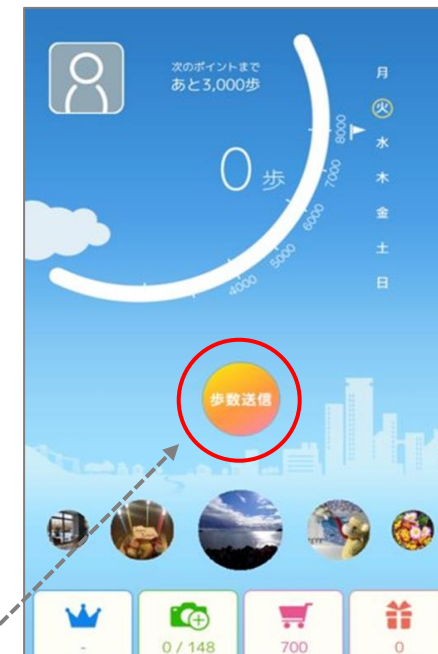 次のポイントまで
あと3,000歩
0歩
月
火
水
木
金
土
日
8000
7000
6000
5000
4000
歩数送信
-
0 / 148
700
0